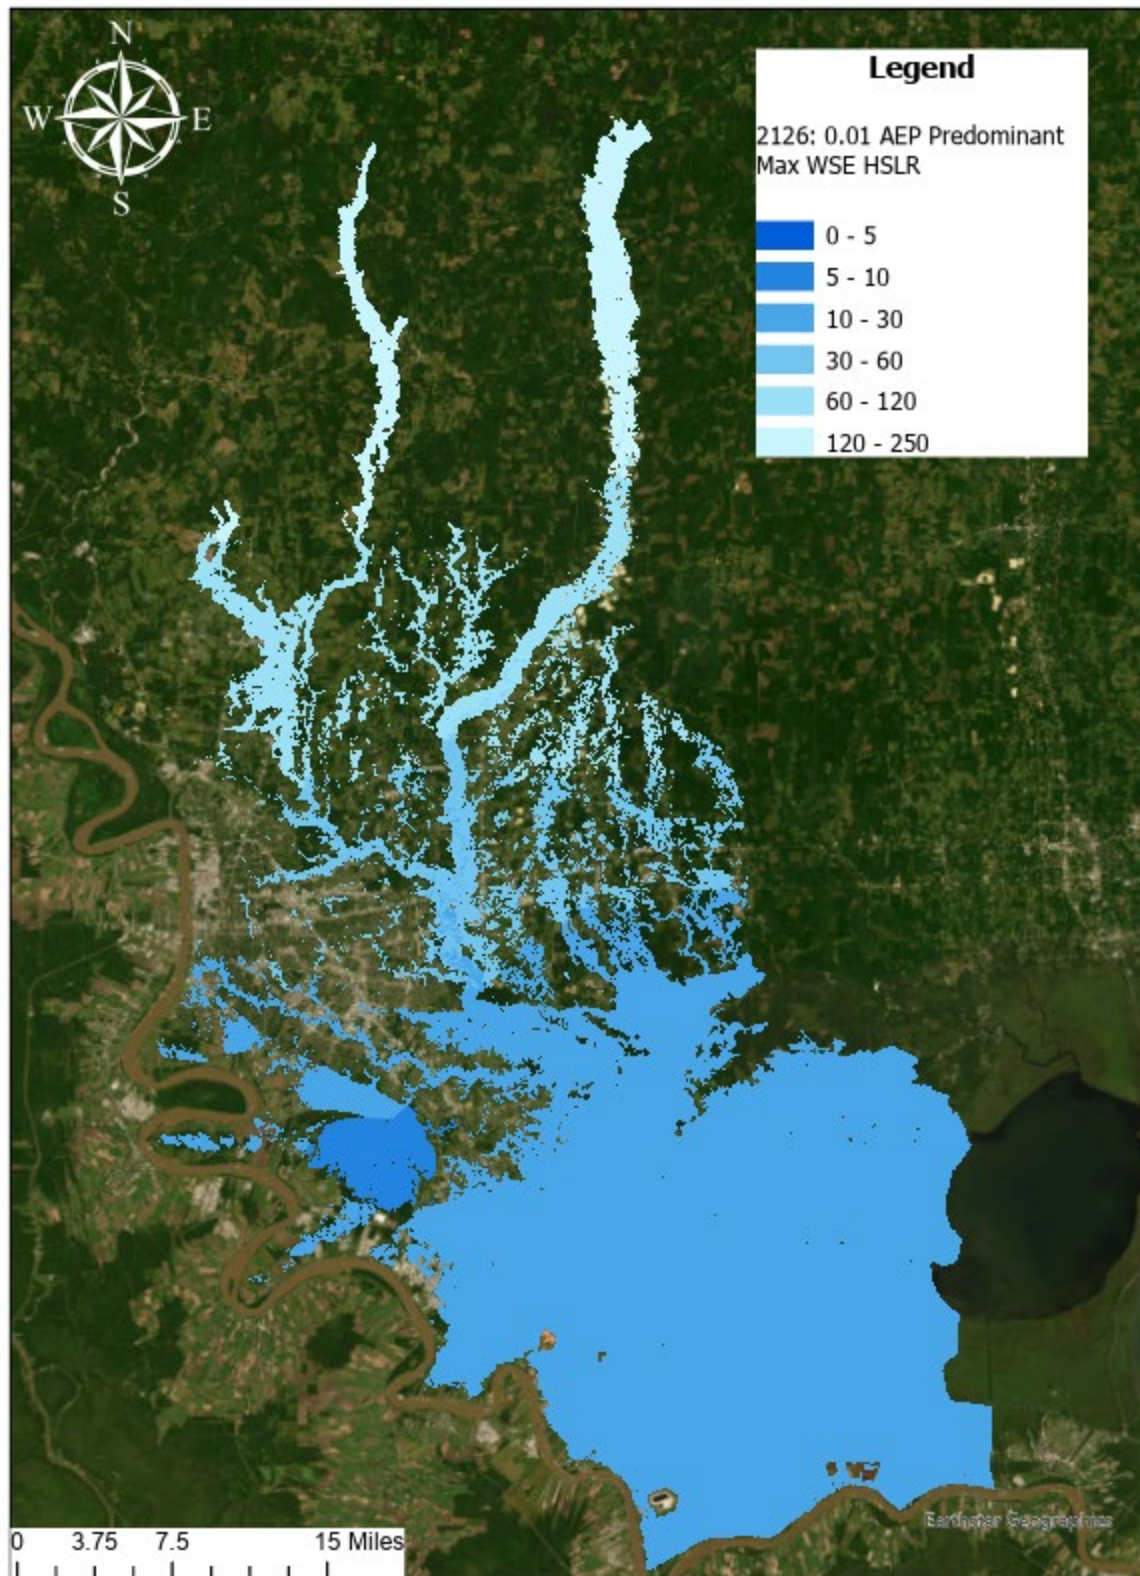 N
W E
S
Legend
2126: 0.01 AEP Predominant
Max WSE HSLR
0 - 5
5 - 10
10 - 30
30 - 60
60 - 120
120 - 250
Earthstar Geographics
0 3.75 7.5 15 Miles